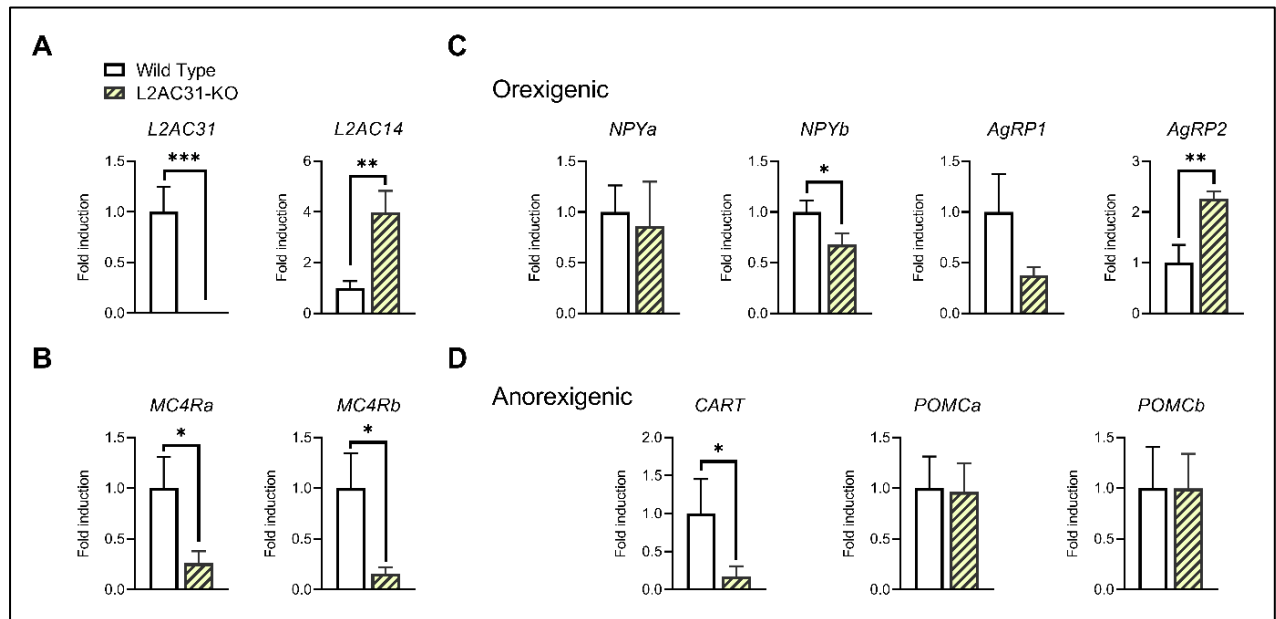 A
Wild Type
L2AC31-KO
L2AC31
Fold induction
1.5
1.0
0.5
0.0
***
L2AC14
Fold induction
6
4
2
0
**
B
MC4Ra
Fold induction
1.5
1.0
0.5
0.0
*
MC4Rb
Fold induction
1.5
1.0
0.5
0.0
*
C
Orexigenic
NPYa
Fold induction
1.5
1.0
0.5
0.0
NPYb
Fold induction
1.5
1.0
0.5
0.0
*
AgRP1
Fold induction
1.5
1.0
0.5
0.0
AgRP2
Fold induction
3
2
1
0
**
D
Anorexigenic
CART
Fold induction
2.0
1.5
1.0
0.5
0.0
*
POMCa
Fold induction
1.5
1.0
0.5
0.0
POMCb
Fold induction
1.5
1.0
0.5
0.0